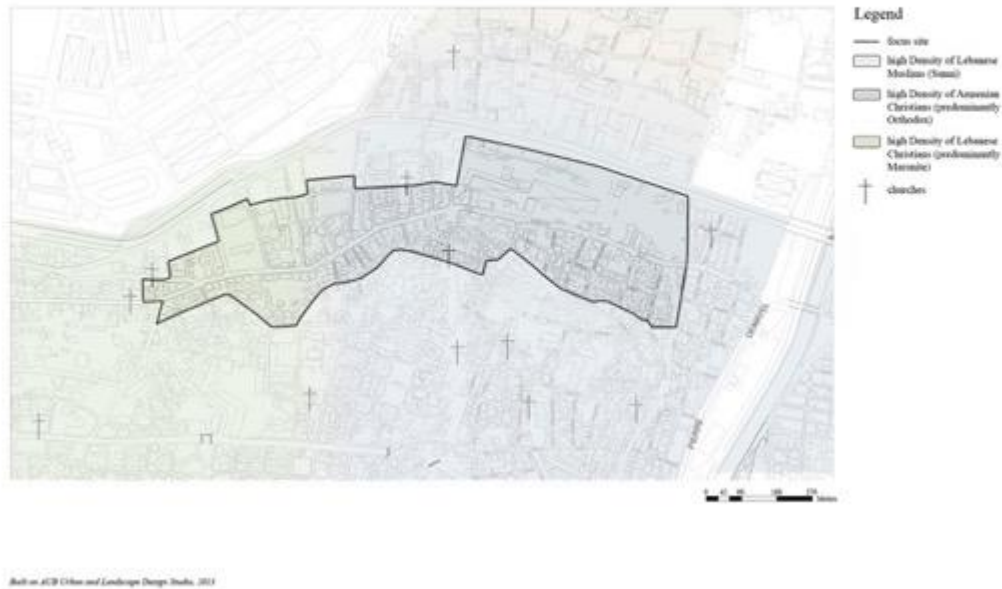 Legend
focus site
high Density of Lebanese
Muslims (Sunni)
high Density of Armenian
Christians (predominantly
Orthodox)
high Density of Lebanese
Christians (predominantly
Maronite)
churches
Built on AUB Urban and Landscape Design Studio, 2013